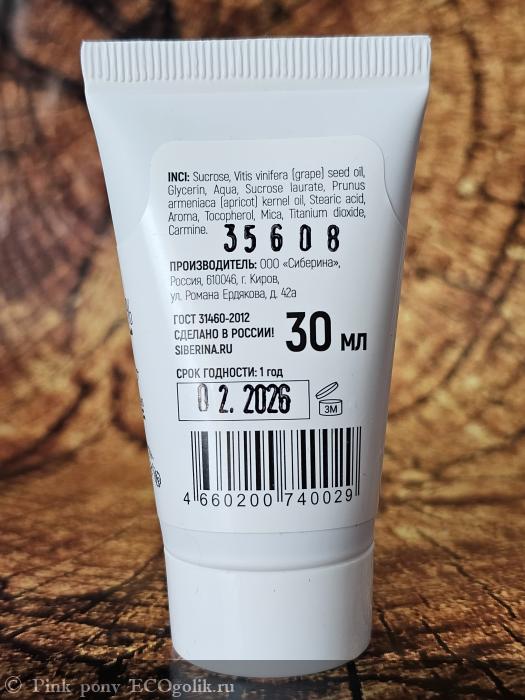 INCI: Sucrose, Vitis vinifera (grape) seed oil,
Glycerin, Aqua, Sucrose laurate, Prunus
armeniaca (apricot) kernel oil, Stearic acid,
Aroma, Tocopherol, Mica, Titanium dioxide,
Carmine.
35608
ПРОИЗВОДИТЕЛЬ: ООО «Сиберина»,
Россия, 610046, г. Киров,
ул. Романа Ердякова, д. 42а
ГОСТ 31460-2012
СДЕЛАНО В РОССИИ!
SIBERINA.RU
30 мл
СРОК ГОДНОСТИ: 1 год
02. 2026
3М
4 660200 740029
© Pink pony ECOgolik.ru